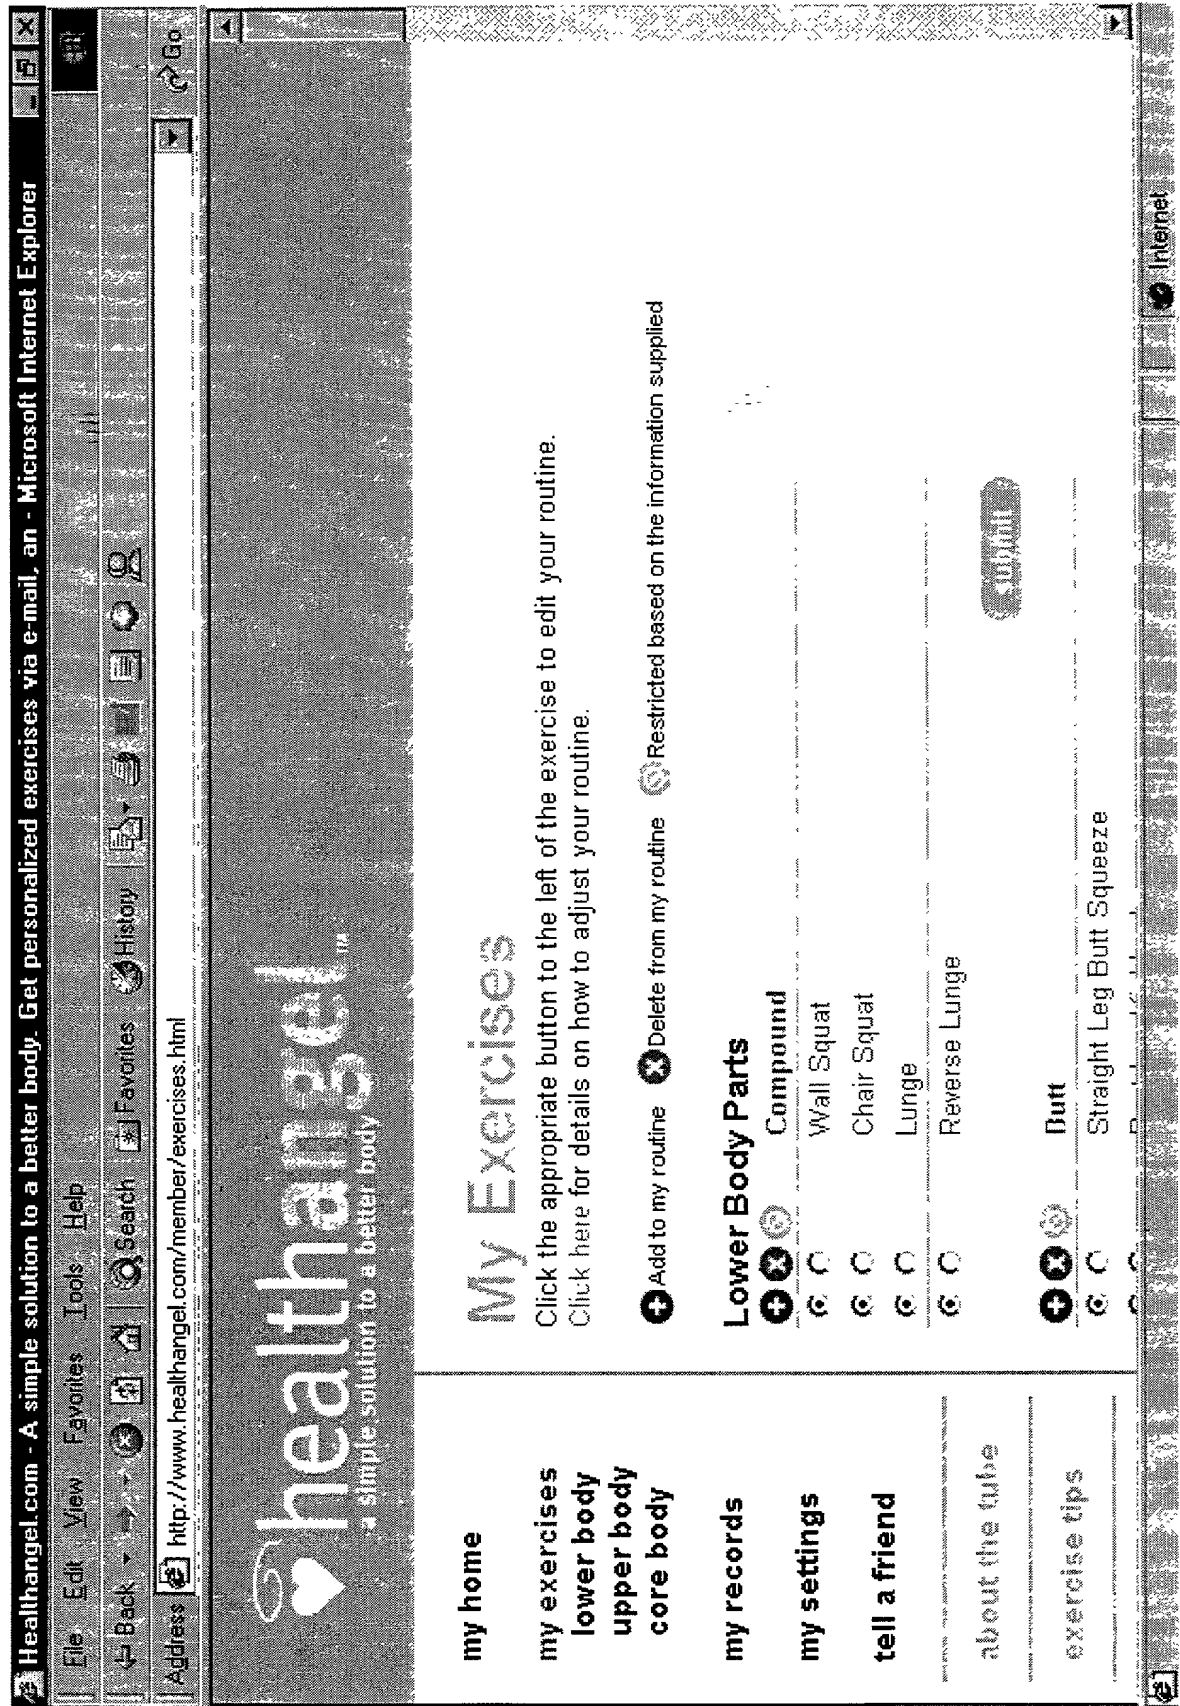 Healthangel.com - A simple solution to a better body. Get personalized exercises via e-mail, an - Microsoft Internet Explorer
File Edit View Favorites Tools Help
Back Search Favorites History
Address http://www.healthangel.com/member/exercises.html Go
healthangel™
a simple solution to a better body
my home
my exercises
lower body
upper body
core body
my records
my settings
tell a friend
about the tube
exercise tips
My Exercises
Click the appropriate button to the left of the exercise to edit your routine.
Click here for details on how to adjust your routine.
Add to my routine Delete from my routine Restricted based on the information supplied
Lower Body Parts
Compound
Wall Squat
Chair Squat
Lunge
Reverse Lunge
submit
Butt
Straight Leg Butt Squeeze
Internet